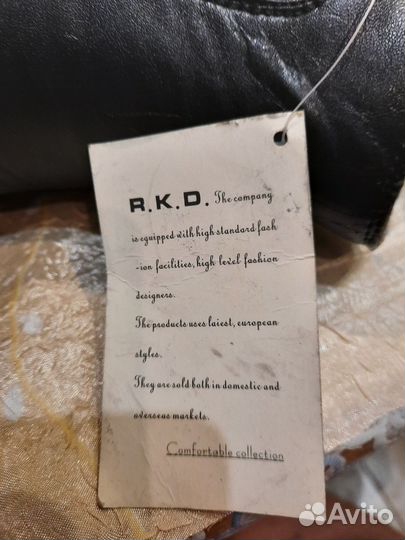 R.K.D. The company
is equipped with high standard fash
-ion facilities, high level fashion
designers.
The products uses laiest, european
styles.
They are sold both in domestic and
overseas markets.
Comfortable collection
Avito